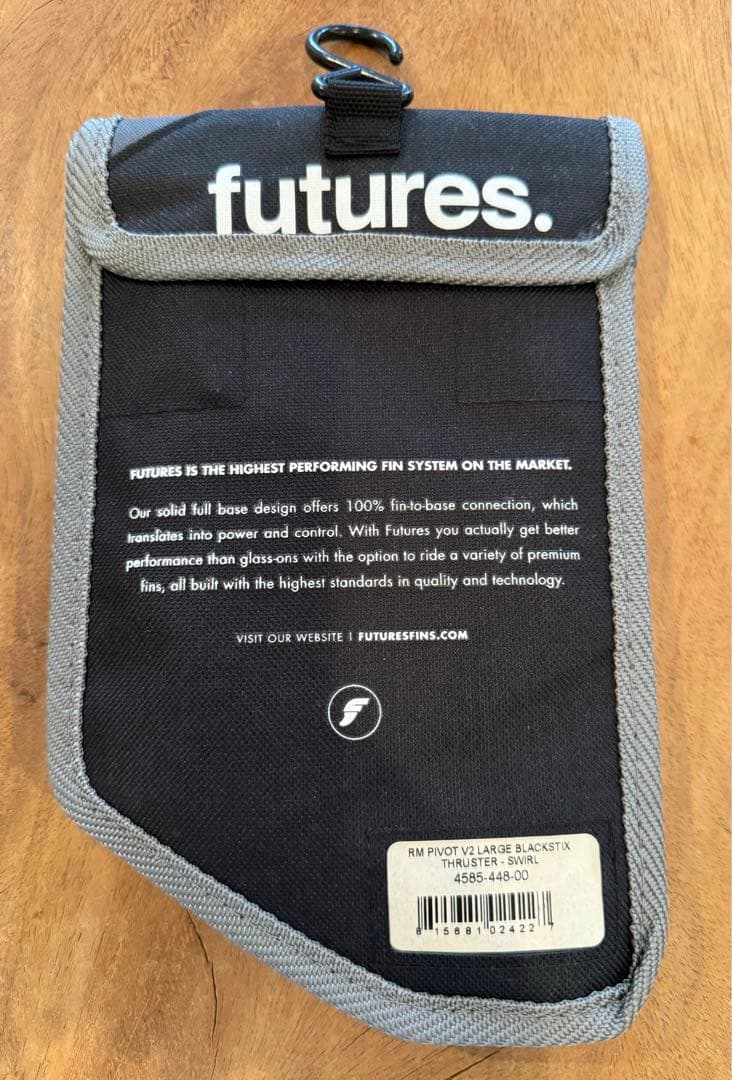 futures.
FUTURES IS THE HIGHEST PERFORMING FIN SYSTEM ON THE MARKET.
Our solid full base design offers 100% fin-to-base connection, which
translates into power and control. With Futures you actually get better
performance than glass-ons with the option to ride a variety of premium
fins, all built with the highest standards in quality and technology.
VISIT OUR WEBSITE | FUTURESFINS.COM
RM PIVOT V2 LARGE BLACKSTIX
THRUSTER - SWIRL
4585-448-00
8 15681 02422 7